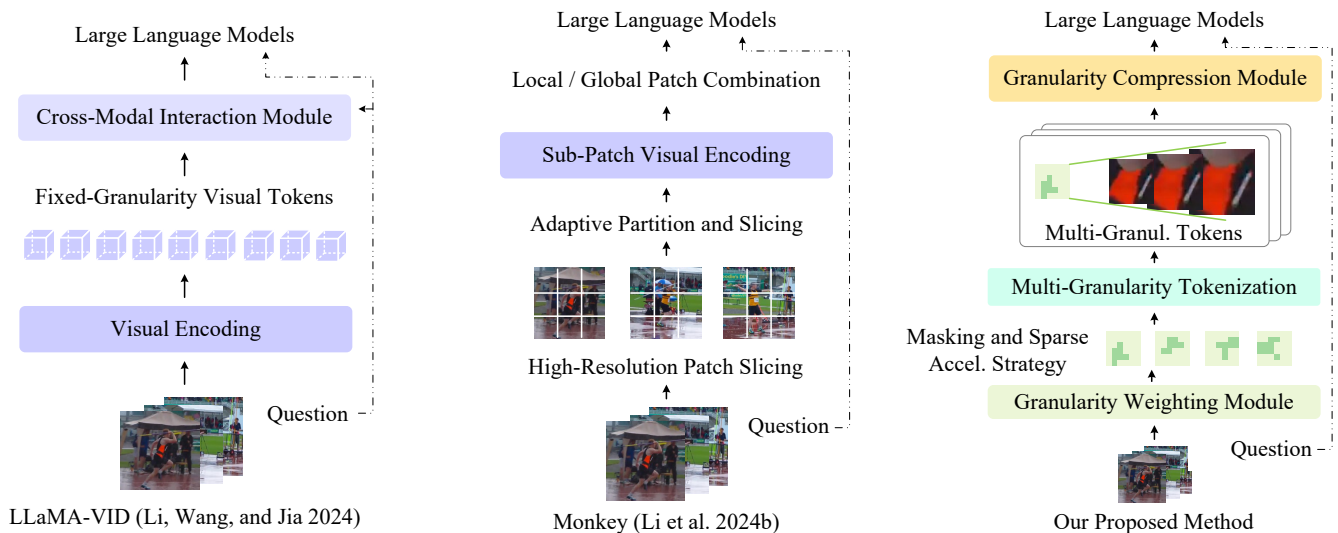 Large Language Models
Cross-Modal Interaction Module
Fixed-Granularity Visual Tokens
Visual Encoding
Question
LLaMA-VID (Li, Wang, and Jia 2024)
Large Language Models
Local / Global Patch Combination
Sub-Patch Visual Encoding
Adaptive Partition and Slicing
High-Resolution Patch Slicing
Question
Monkey (Li et al. 2024b)
Large Language Models
Granularity Compression Module
Multi-Granul. Tokens
Multi-Granularity Tokenization
Masking and Sparse
Accel. Strategy
Granularity Weighting Module
Question
Our Proposed Method